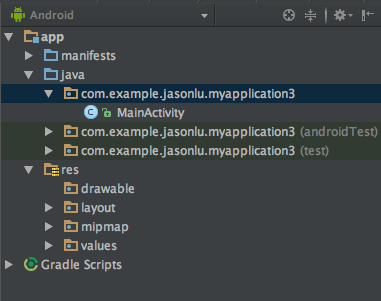 Android
app
manifests
java
com.example.jasonlu.myapplication3
C MainActivity
com.example.jasonlu.myapplication3 (androidTest)
com.example.jasonlu.myapplication3 (test)
res
drawable
layout
mipmap
values
Gradle Scripts